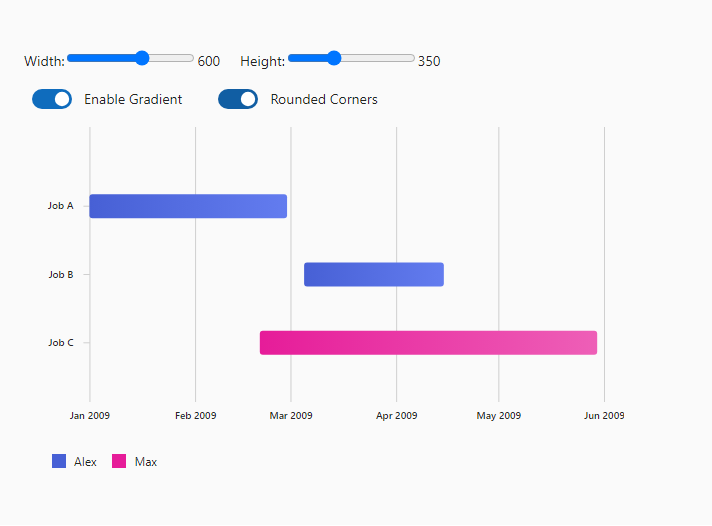 Width: 600 Height: 350
Enable Gradient Rounded Corners
Job A
Job B
Job C
Jan 2009 Feb 2009 Mar 2009 Apr 2009 May 2009 Jun 2009
Alex Max